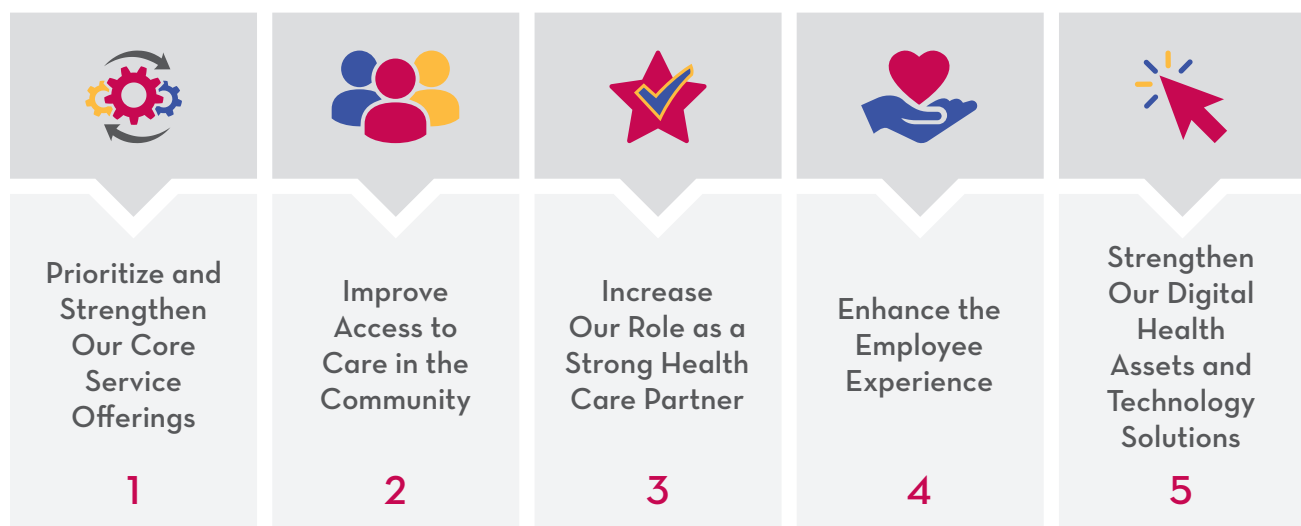 Prioritize and
Strengthen
Our Core
Service
Offerings
1
Improve
Access to
Care in the
Community
2
Increase
Our Role as a
Strong Health
Care Partner
3
Enhance the
Employee
Experience
4
Strengthen
Our Digital
Health
Assets and
Technology
Solutions
5